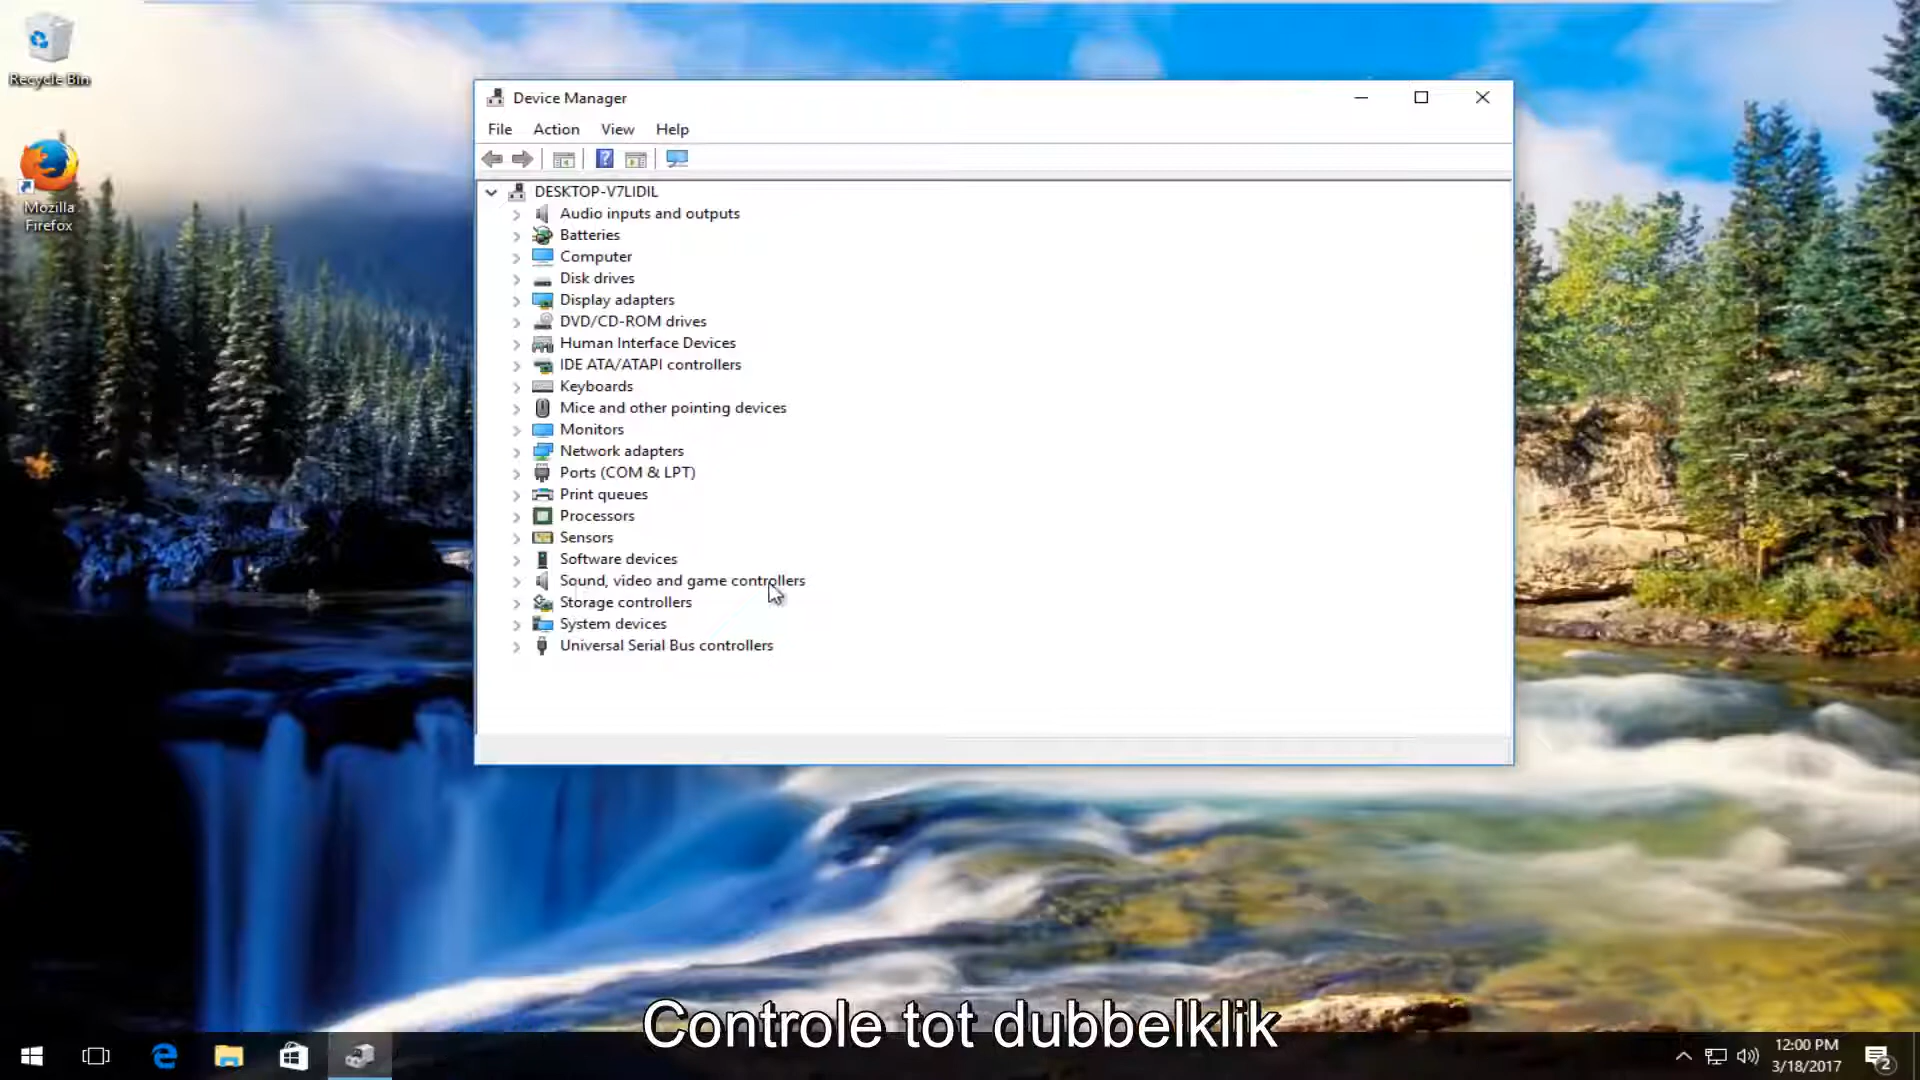 Recycle Bin
Mozilla
Firefox
Device Manager
File Action View Help
DESKTOP-V7LIDIL
Audio inputs and outputs
Batteries
Computer
Disk drives
Display adapters
DVD/CD-ROM drives
Human Interface Devices
IDE ATA/ATAPI controllers
Keyboards
Mice and other pointing devices
Monitors
Network adapters
Ports (COM & LPT)
Print queues
Processors
Sensors
Software devices
Sound, video and game controllers
Storage controllers
System devices
Universal Serial Bus controllers
Controle tot dubbelklik
12:00 PM
3/18/2017
2